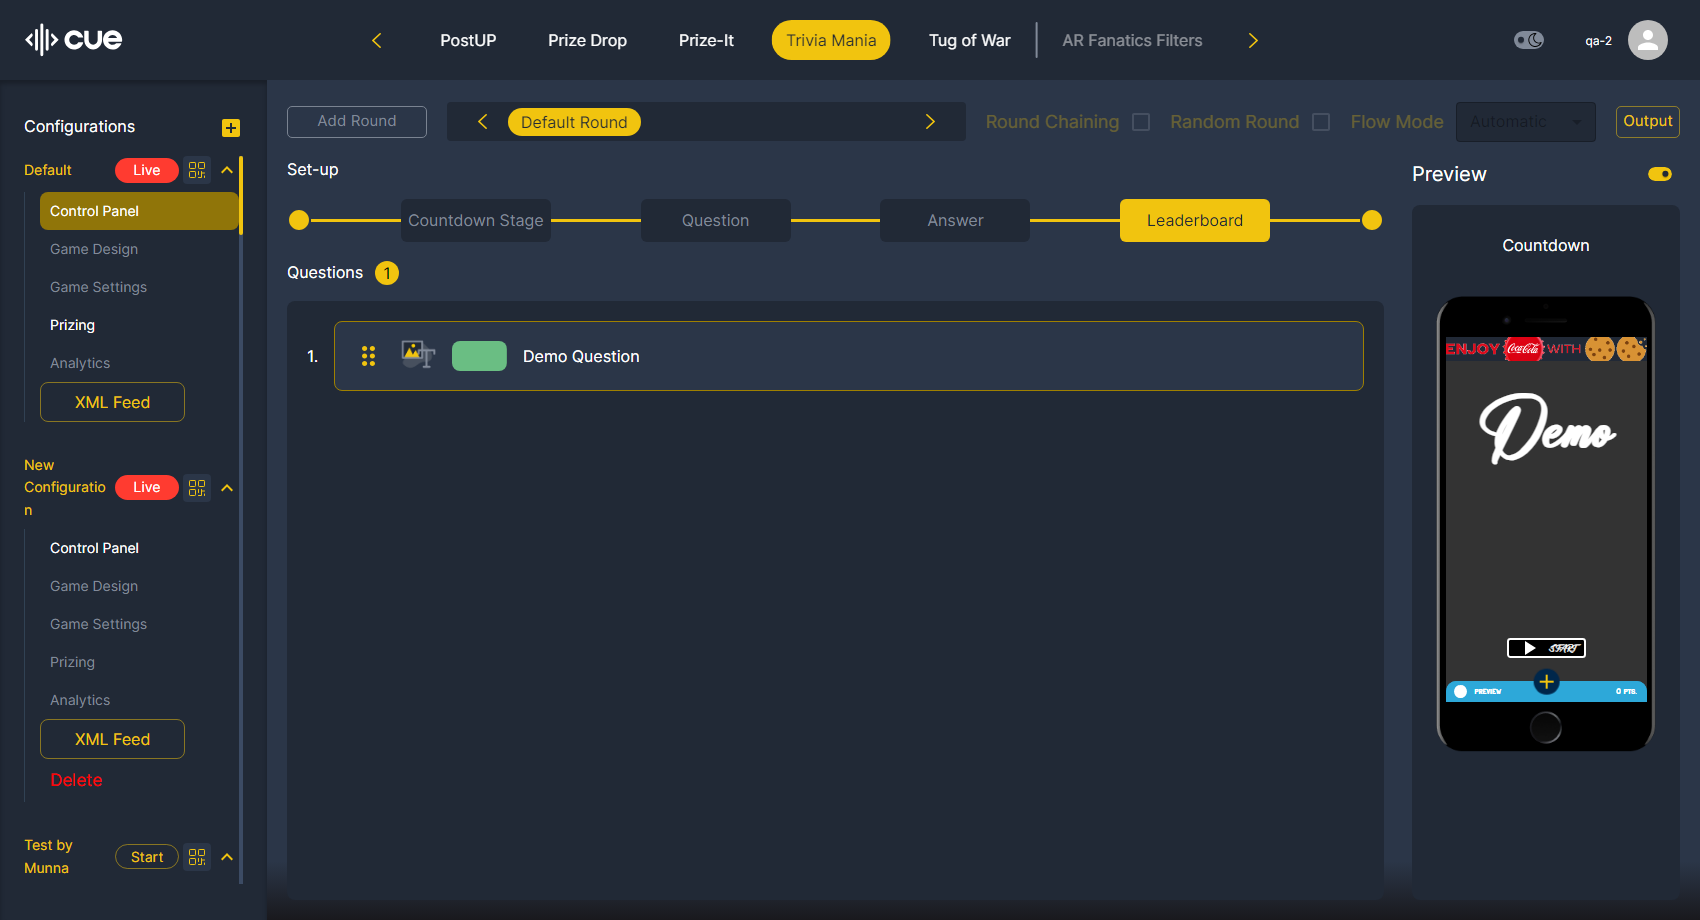 cue
PostUP
Prize Drop
Prize-It
Trivia Mania
Tug of War
AR Fanatics Filters
qa-2
Configurations
Default
Live
Control Panel
Game Design
Game Settings
Prizing
Analytics
XML Feed
New
Configuratio
n
Live
Control Panel
Game Design
Game Settings
Prizing
Analytics
XML Feed
Delete
Test by
Munna
Start
Add Round
Default Round
Round Chaining
Random Round
Flow Mode
Automatic
Output
Set-up
Countdown Stage
Question
Answer
Leaderboard
Questions 1
1. Demo Question
Preview
Countdown
ENJOY Coca-Cola WITH
Demo
START
PREVIEW
0 PTS.